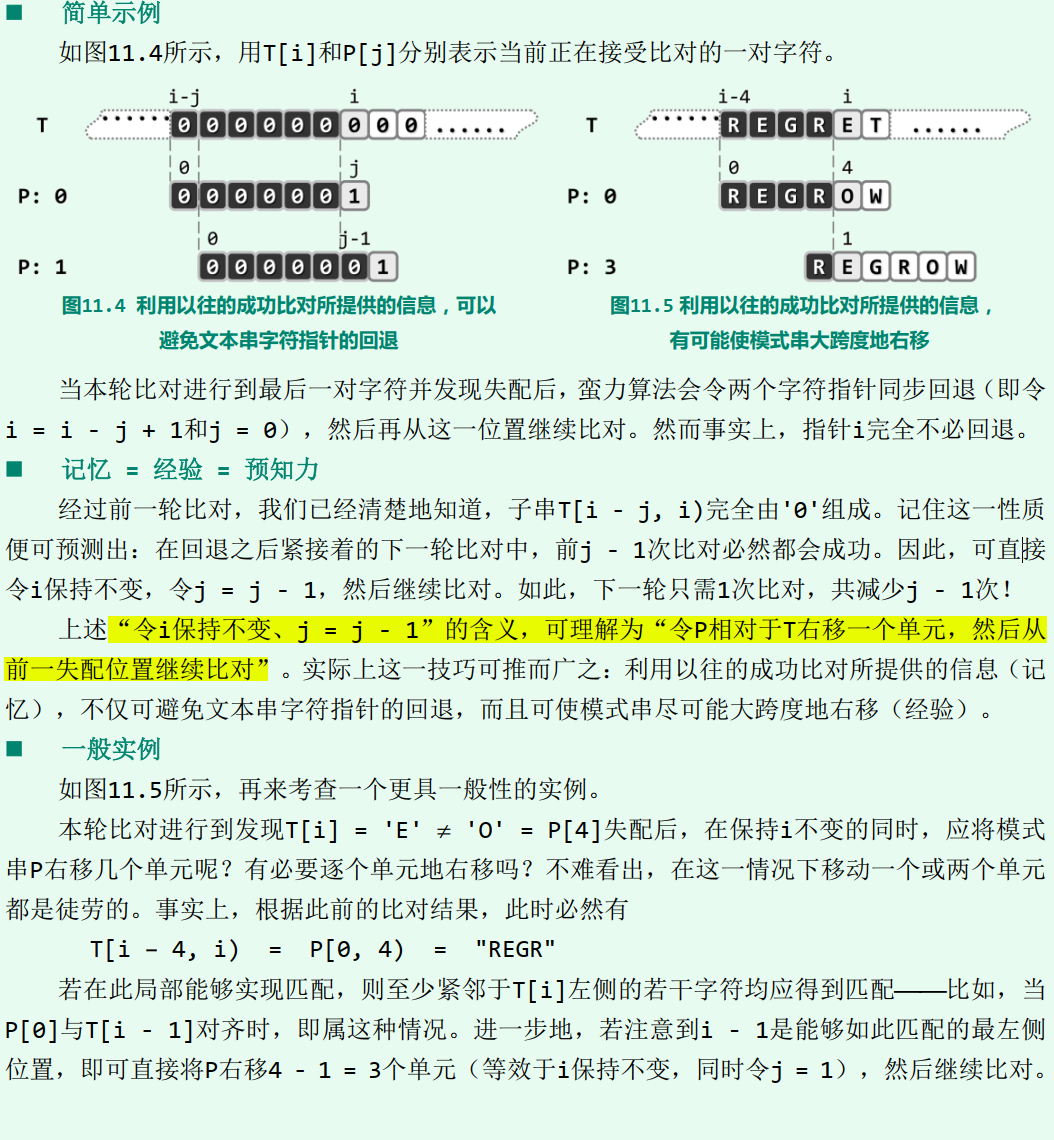 ■ 简单示例
如图11.4所示，用T[i]和P[j]分别表示当前正在接受比对的一对字符。
i-j i i-4 i
T ...... 0 0 0 0 0 0 0 0 0 ...... T ...... R E G R E T ......
0 j 0 4
P: 0 0 0 0 0 0 0 1 P: 0 R E G R O W
0 j-1 1
P: 1 0 0 0 0 0 0 1 P: 3 R E G R O W
图11.4 利用以往的成功比对所提供的信息，可以 图11.5 利用以往的成功比对所提供的信息，
避免文本串字符指针的回退 有可能使模式串大跨度地右移
当本轮比对进行到最后一对字符并发现失配后，蛮力算法会令两个字符指针同步回退（即令
i = i - j + 1和j = 0），然后再从这一位置继续比对。然而事实上，指针i完全不必回退。
■ 记忆 = 经验 = 预知力
经过前一轮比对，我们已经清楚地知道，子串T[i - j, i)完全由'0'组成。记住这一性质
便可预测出：在回退之后紧接着的下一轮比对中，前j - 1次比对必然都会成功。因此，可直接
令i保持不变，令j = j - 1，然后继续比对。如此，下一轮只需1次比对，共减少j - 1次！
上述“令i保持不变、j = j - 1”的含义，可理解为“令P相对于T右移一个单元，然后从
前一失配位置继续比对”。实际上这一技巧可推而广之：利用以往的成功比对所提供的信息（记
忆），不仅可避免文本串字符指针的回退，而且可使模式串尽可能大跨度地右移（经验）。
■ 一般实例
如图11.5所示，再来考查一个更具一般性的实例。
本轮比对进行到发现T[i] = 'E' ≠ 'O' = P[4]失配后，在保持i不变的同时，应将模式
串P右移几个单元呢？有必要逐个单元地右移吗？不难看出，在这一情况下移动一个或两个单元
都是徒劳的。事实上，根据此前的比对结果，此时必然有
T[i − 4, i) = P[0, 4) = "REGR"
若在此局部能够实现匹配，则至少紧邻于T[i]左侧的若干字符均应得到匹配——比如，当
P[0]与T[i - 1]对齐时，即属这种情况。进一步地，若注意到i - 1是能够如此匹配的最左侧
位置，即可直接将P右移4 - 1 = 3个单元（等效于i保持不变，同时令j = 1），然后继续比对。